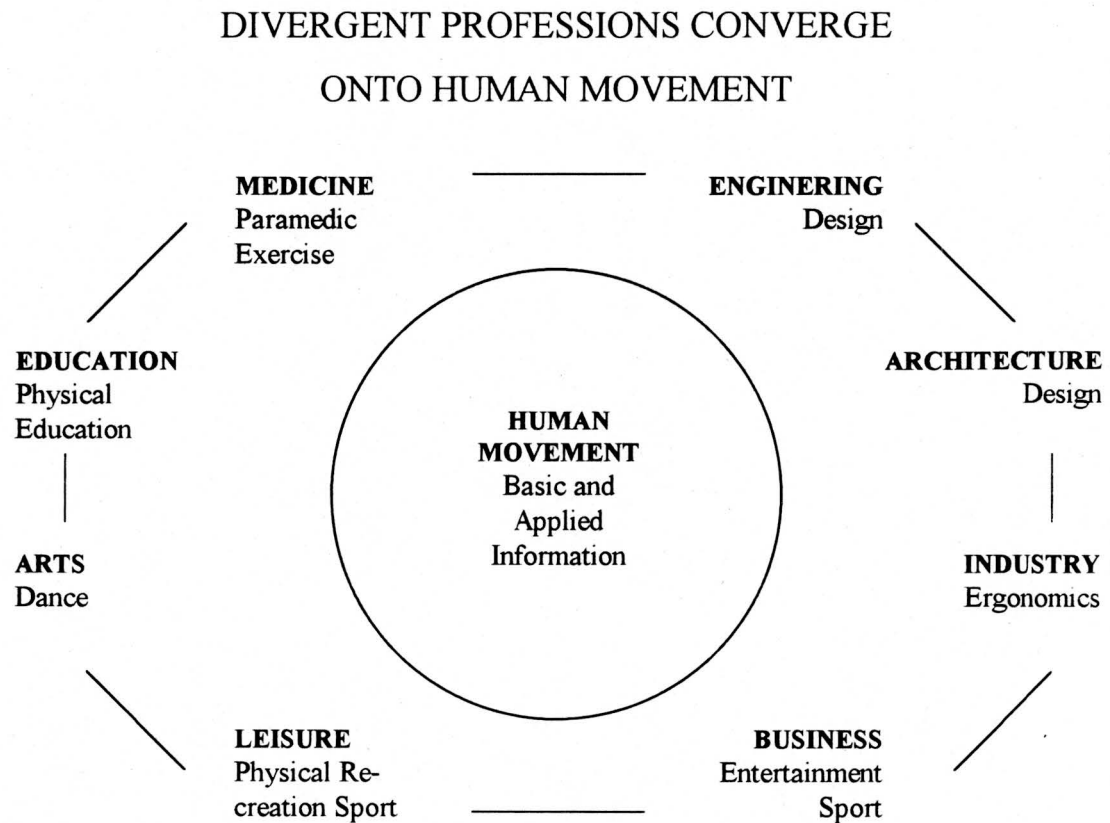 DIVERGENT PROFESSIONS CONVERGE
ONTO HUMAN MOVEMENT
MEDICINE
Paramedic
Exercise
ENGINERING
Design
EDUCATION
Physical
Education
ARCHITECTURE
Design
HUMAN
MOVEMENT
Basic and
Applied
Information
ARTS
Dance
INDUSTRY
Ergonomics
LEISURE
Physical Re-
creation Sport
BUSINESS
Entertainment
Sport